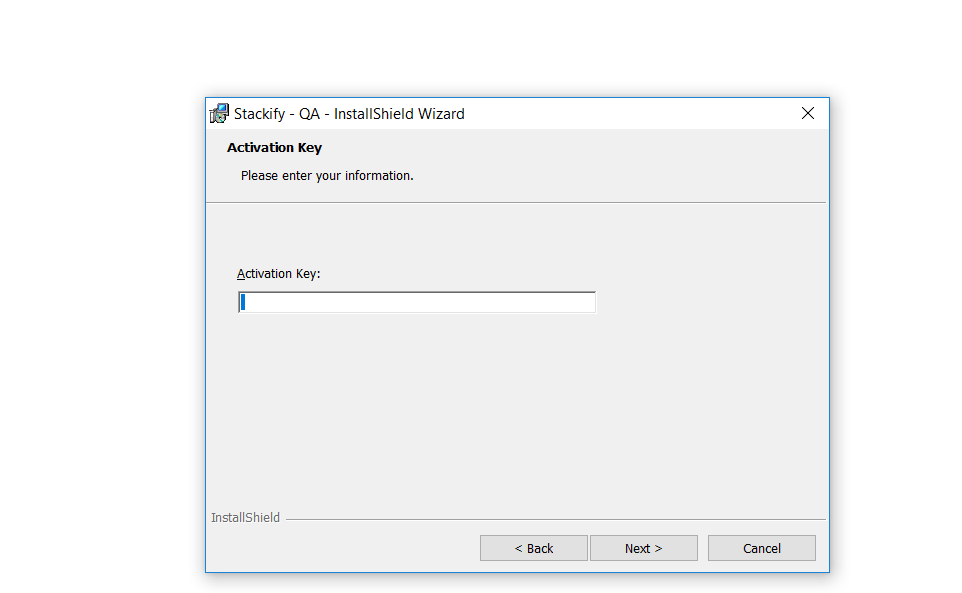 Stackify - QA - InstallShield Wizard
Activation Key
Please enter your information.
Activation Key:
InstallShield
< Back
Next >
Cancel